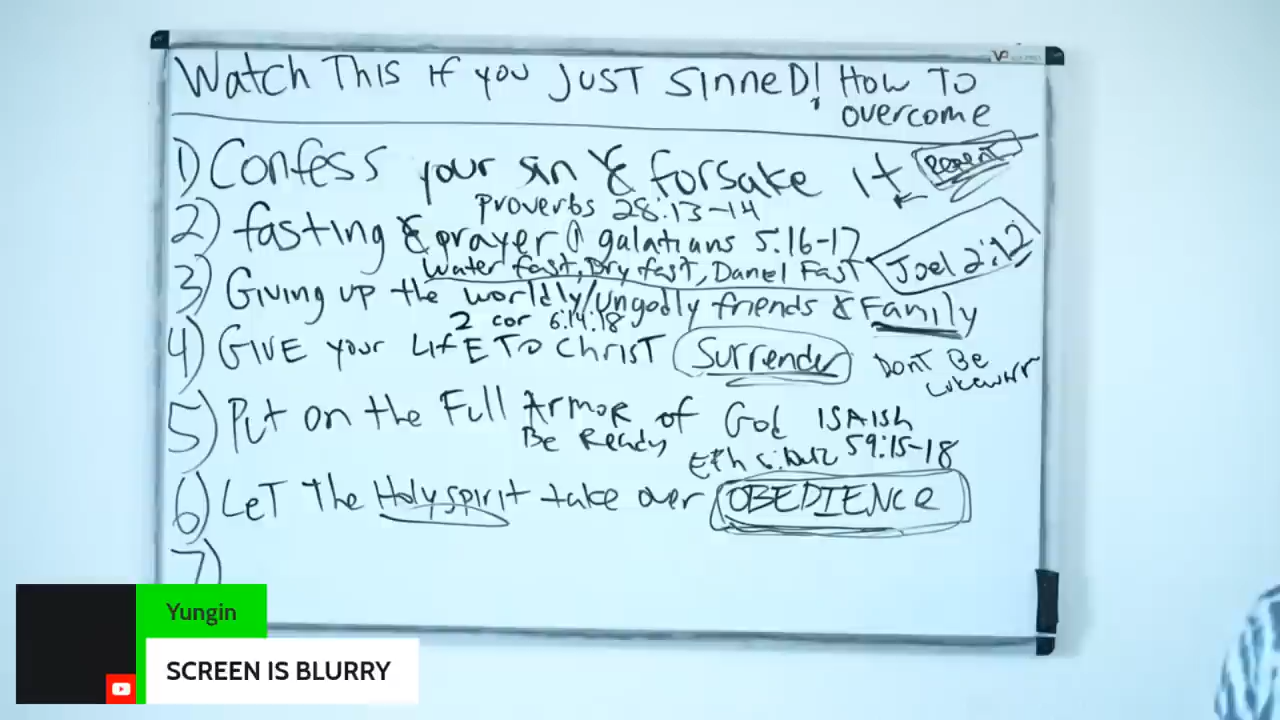 Watch This if you JUST SINNED! How To
overcome
1) Confess your sin & forsake It repent
Proverbs 28:13-14
2) fasting & prayer galatians 5:16-17
Water fast, Dry fast, Daniel Fast Joel 2:12
3) Giving up the worldly/ungodly friends & Family
2 cor 6:14-18
4) GIVE your LIFE TO CHRIST Surrender DONT Be
5) Put on the Full Armor of God ISAISH
Be Ready Eph 59:15-18
6) LET The Holyspirit take over OBEDIENCE
7)
Yungin
SCREEN IS BLURRY